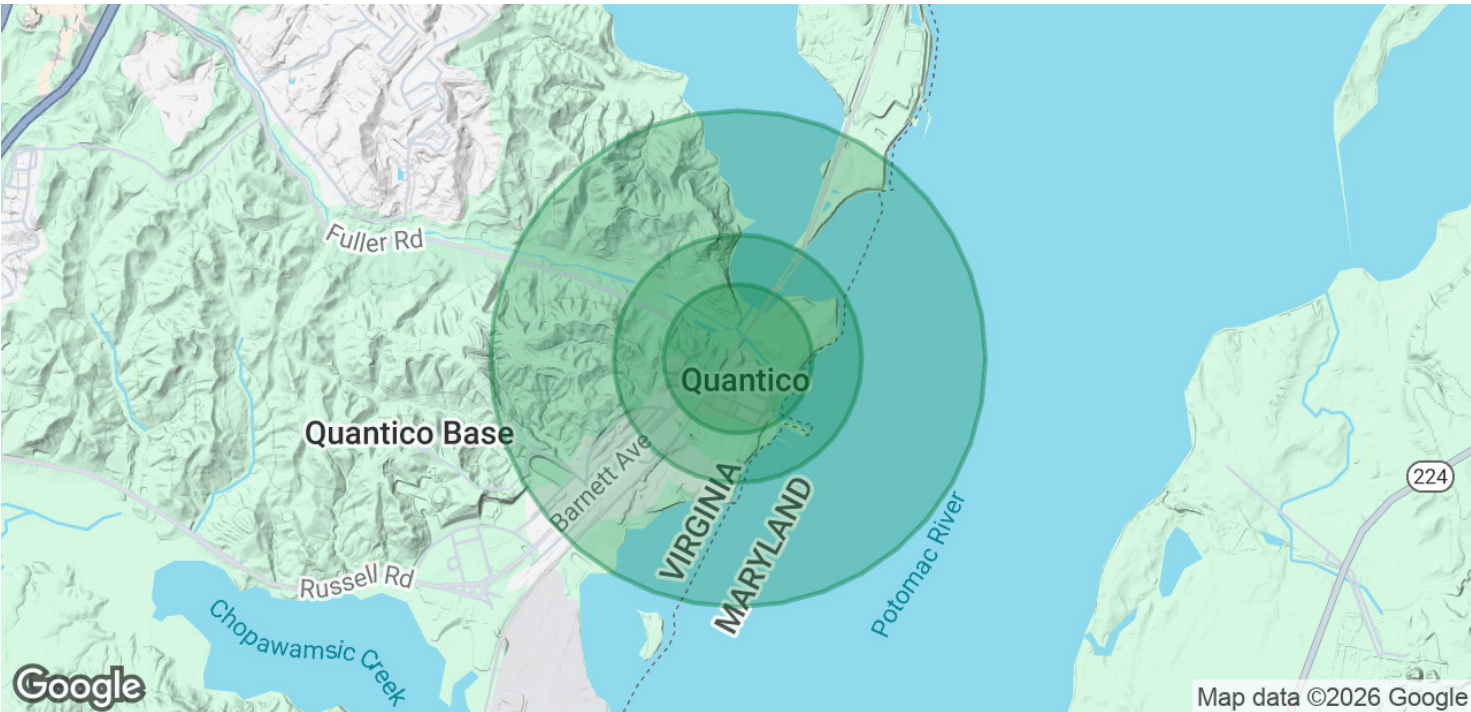 Fuller Rd
Quantico
Quantico Base
Barnett Ave
VIRGINIA
MARYLAND
224
Potomac River
Russell Rd
Chopawamsic Creek
Google
Map data ©2026 Google